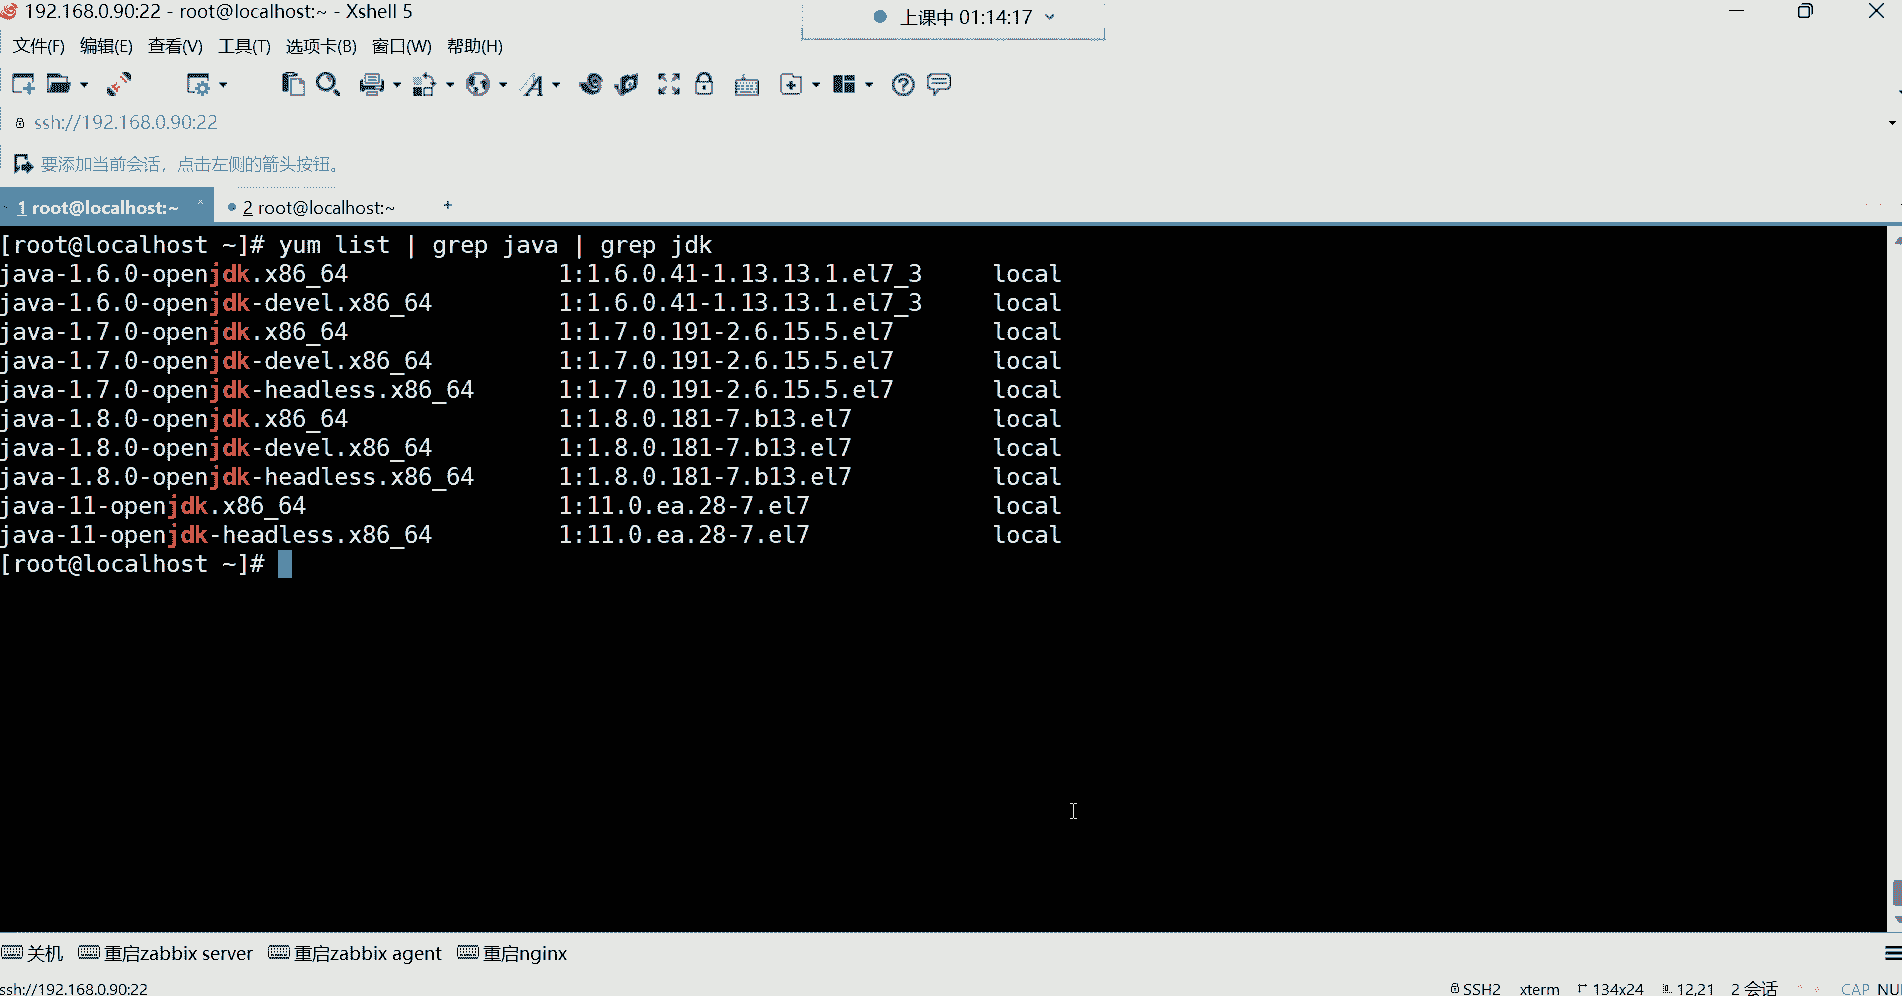 192.168.0.90:22 - root@localhost:~ - Xshell 5
上课中 01:14:17
文件(F) 编辑(E) 查看(V) 工具(T) 选项卡(B) 窗口(W) 帮助(H)
ssh://192.168.0.90:22
要添加当前会话，点击左侧的箭头按钮。
1 root@localhost:~ 2 root@localhost:~ +
[root@localhost ~]# yum list | grep java | grep jdk
java-1.6.0-openjdk.x86_64 1:1.6.0.41-1.13.13.1.el7_3 local
java-1.6.0-openjdk-devel.x86_64 1:1.6.0.41-1.13.13.1.el7_3 local
java-1.7.0-openjdk.x86_64 1:1.7.0.191-2.6.15.5.el7 local
java-1.7.0-openjdk-devel.x86_64 1:1.7.0.191-2.6.15.5.el7 local
java-1.7.0-openjdk-headless.x86_64 1:1.7.0.191-2.6.15.5.el7 local
java-1.8.0-openjdk.x86_64 1:1.8.0.181-7.b13.el7 local
java-1.8.0-openjdk-devel.x86_64 1:1.8.0.181-7.b13.el7 local
java-1.8.0-openjdk-headless.x86_64 1:1.8.0.181-7.b13.el7 local
java-11-openjdk.x86_64 1:11.0.ea.28-7.el7 local
java-11-openjdk-headless.x86_64 1:11.0.ea.28-7.el7 local
[root@localhost ~]#
关机 重启zabbix server 重启zabbix agent 重启nginx
ssh://192.168.0.90:22 SSH2 xterm 134x24 12,21 2 会话 CAP NU